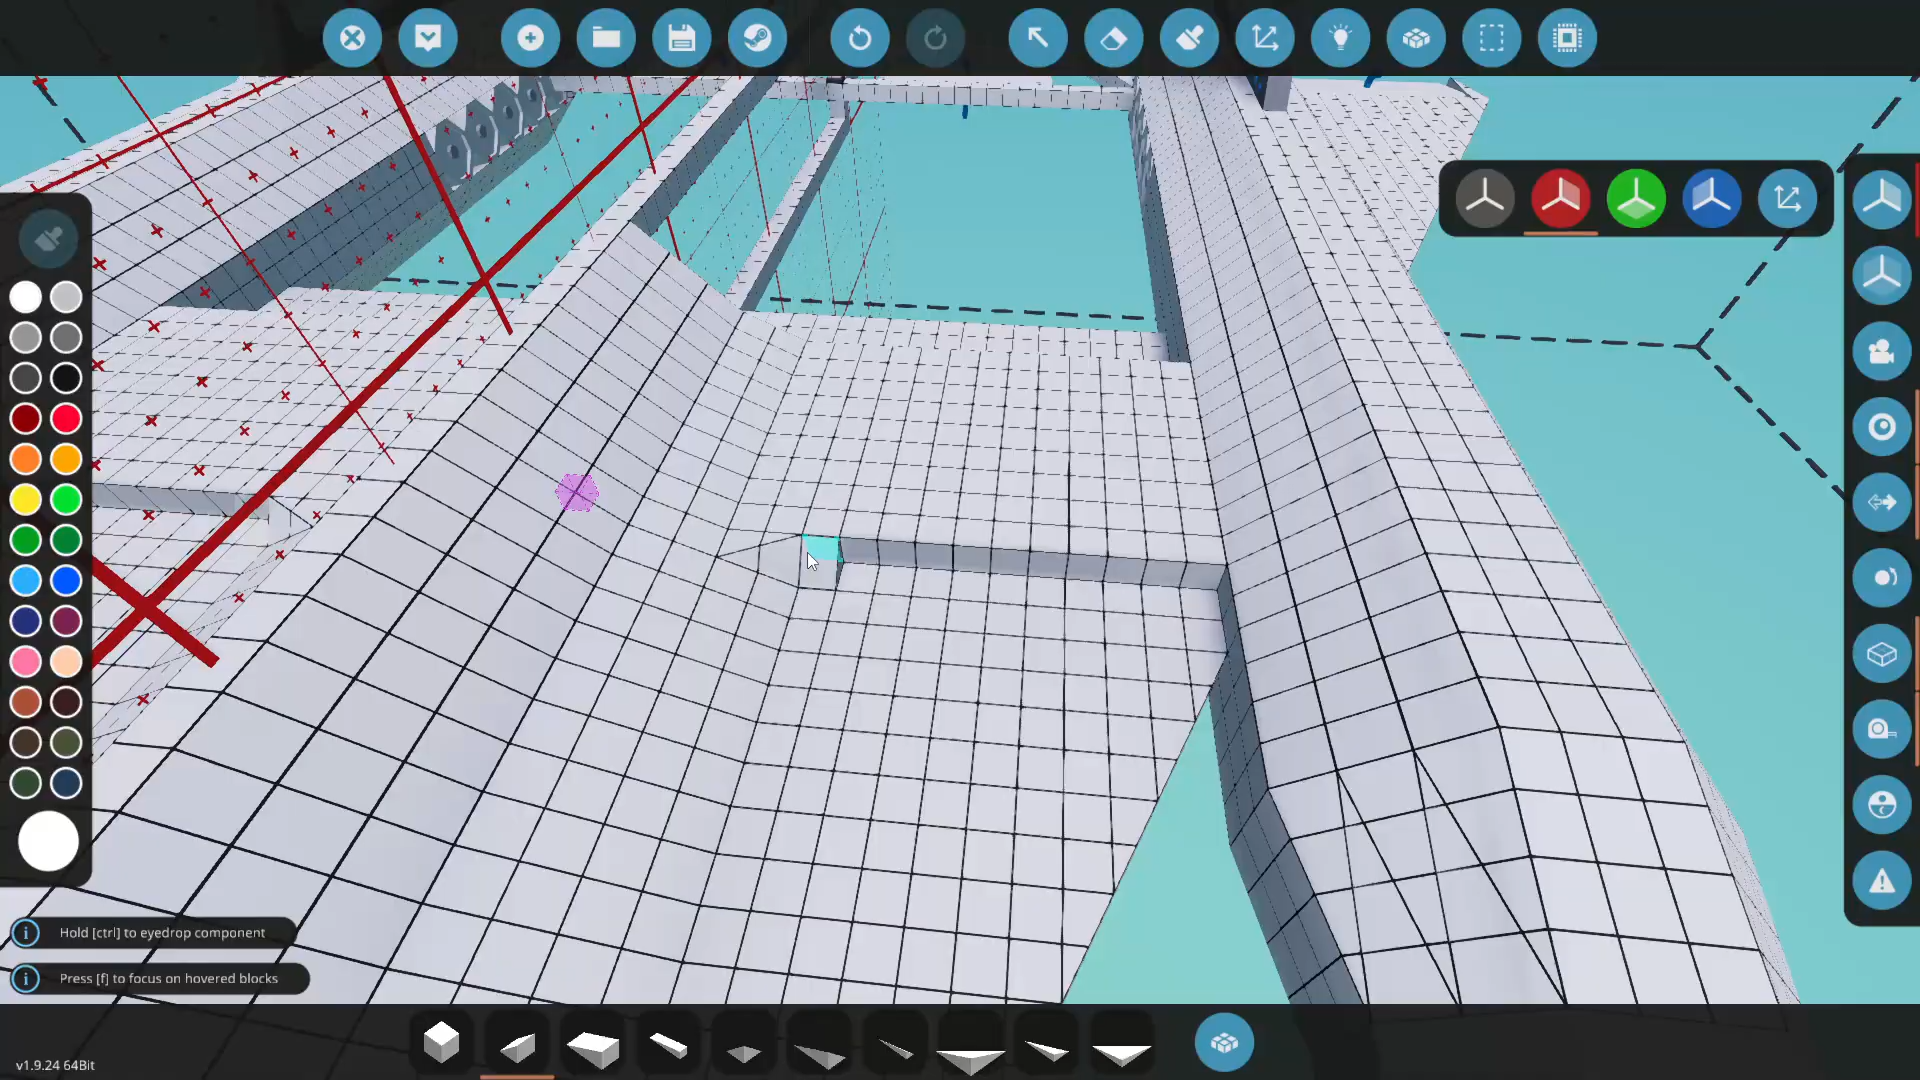 Hold [ctrl] to eyedrop component
Press [f] to focus on hovered blocks
v1.9.24 64Bit